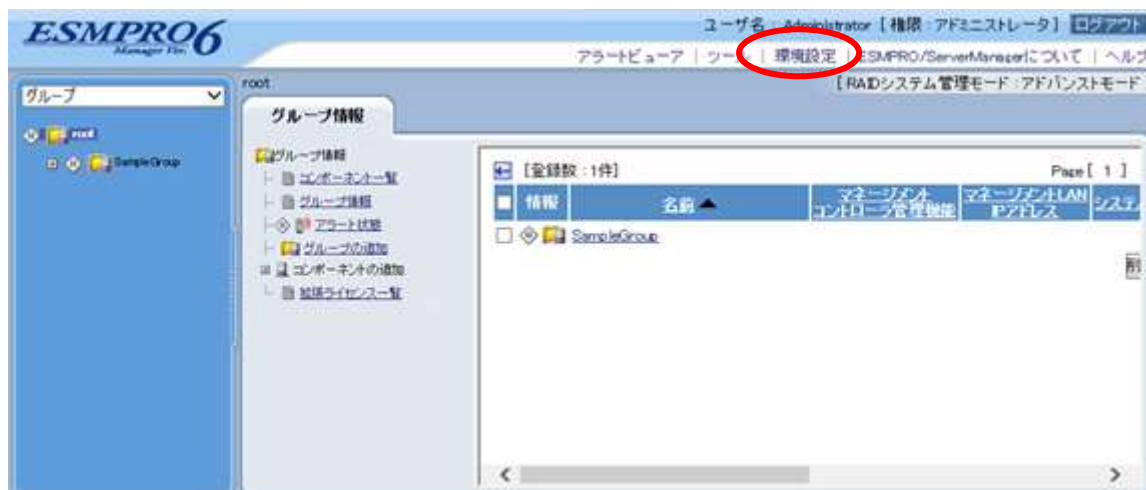 ESMPRO6
Manager Ver.
ユーザ名 : Administrator [ 権限 : アドミニストレータ ] ログアウト
アラートビューア | ツール | 環境設定 | ESMPRO/ServerManagerについて | ヘルプ
[ RAIDシステム管理モード : アドバンストモード
グループ
root
SampleGroup
root
グループ情報
グループ情報
コンポーネント一覧
グループ情報
アラート状態
グループの追加
コンポーネントの追加
拡張ライセンス一覧
[登録数 : 1件] Page [ 1 ]
情報 名前▲ マネージメントコントローラ管理機能 マネージメントLAN IPアドレス システ
SampleGroup
削